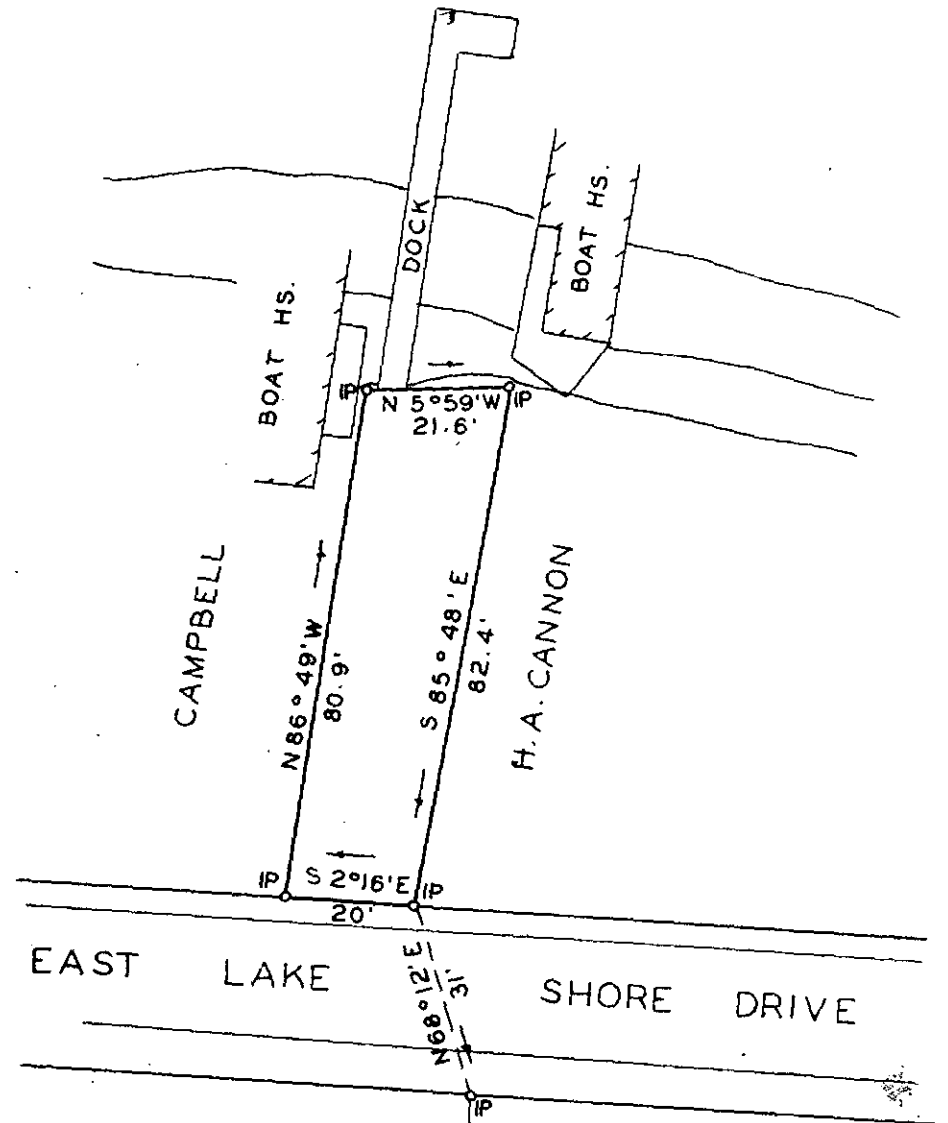 DOCK
BOAT HS.
BOAT HS.
IP
N 5°59'W
21.6'
IP
CAMPBELL
N 86°49'W
80.9'
S 85°48'E
82.4'
H. A. CANNON
IP
S 2°16'E
20'
IP
EAST LAKE SHORE DRIVE
N68°12'E
31'
IP